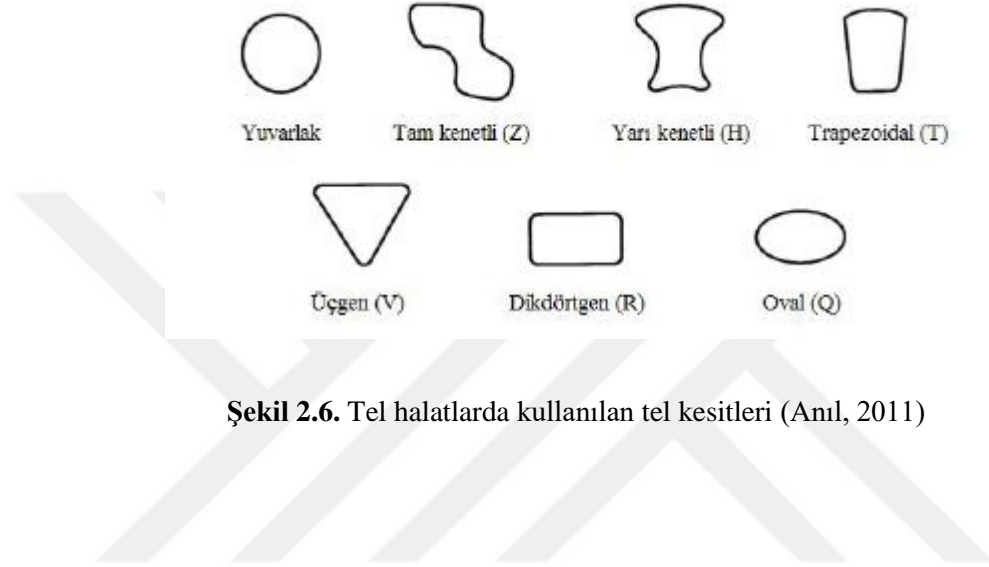 Yuvarlak Tam kenetli (Z) Yarı kenetli (H) Trapezoidal (T)
Üçgen (V) Dikdörtgen (R) Oval (Q)
Şekil 2.6. Tel halatlarda kullanılan tel kesitleri (Anıl, 2011)